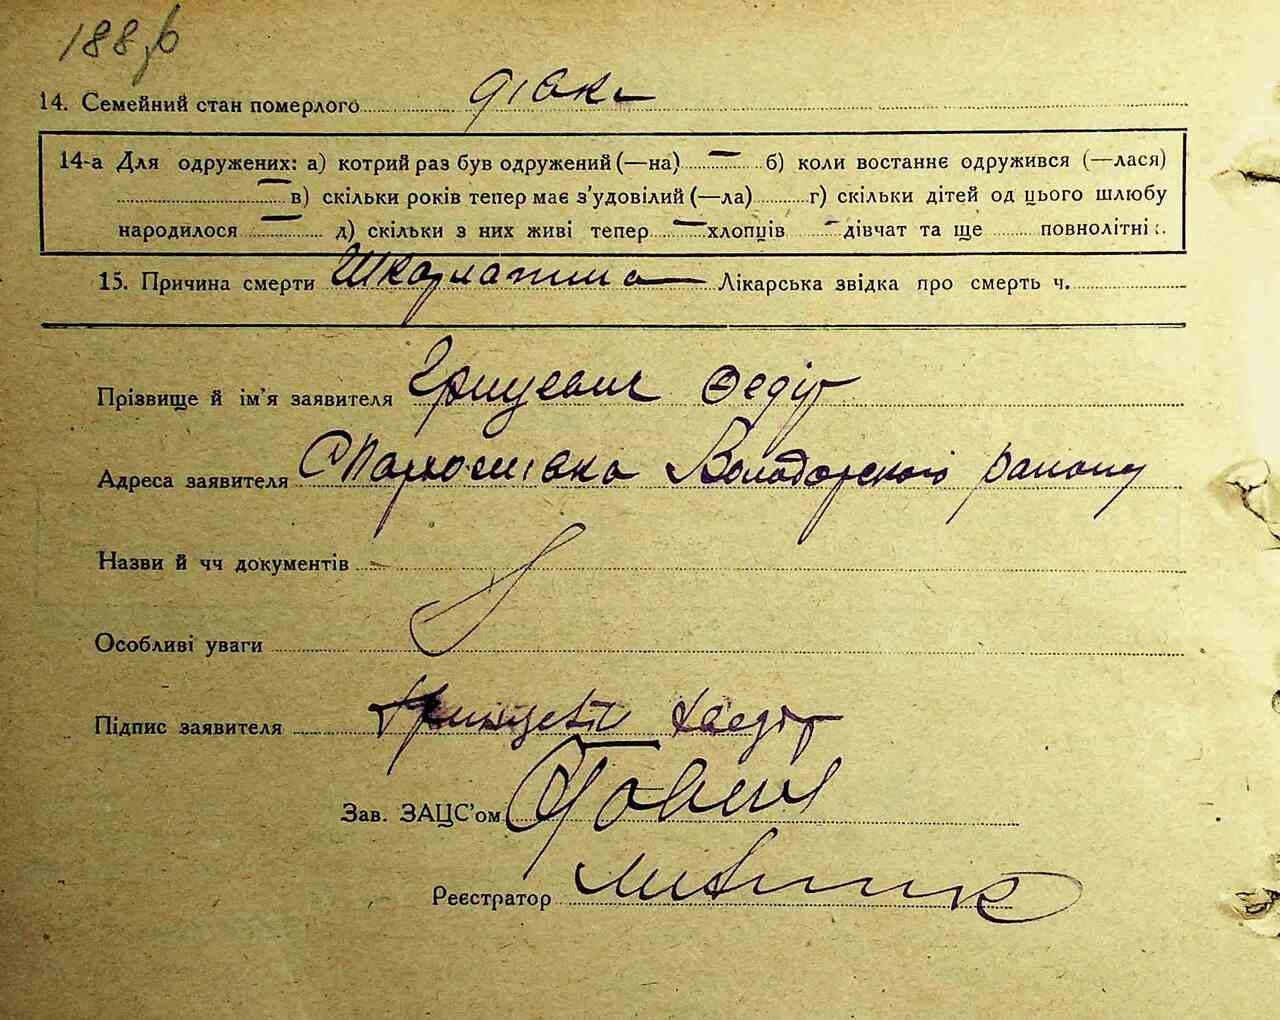 188
14. Семейний стан померлого дівка
14-а Для одружених: а) котрий раз був одружений (—на) — б) коли востаннє одружився (—лася)
— в) скільки років тепер має з'удовілий (—ла) г) скільки дітей од цього шлюбу
народилося — д) скільки з них живі тепер — хлопців - дівчат та ще повнолітніх.
15. Причина смерти Шкарлатина Лікарська звідка про смерть ч.
Прізвище й ім'я заявителя Грицевич Федір
Адреса заявителя С Пархомівка Володарського району
Назви й чч документів
Особливі уваги
Підпис заявителя
Зав. ЗАЦС'ом
Реєстратор